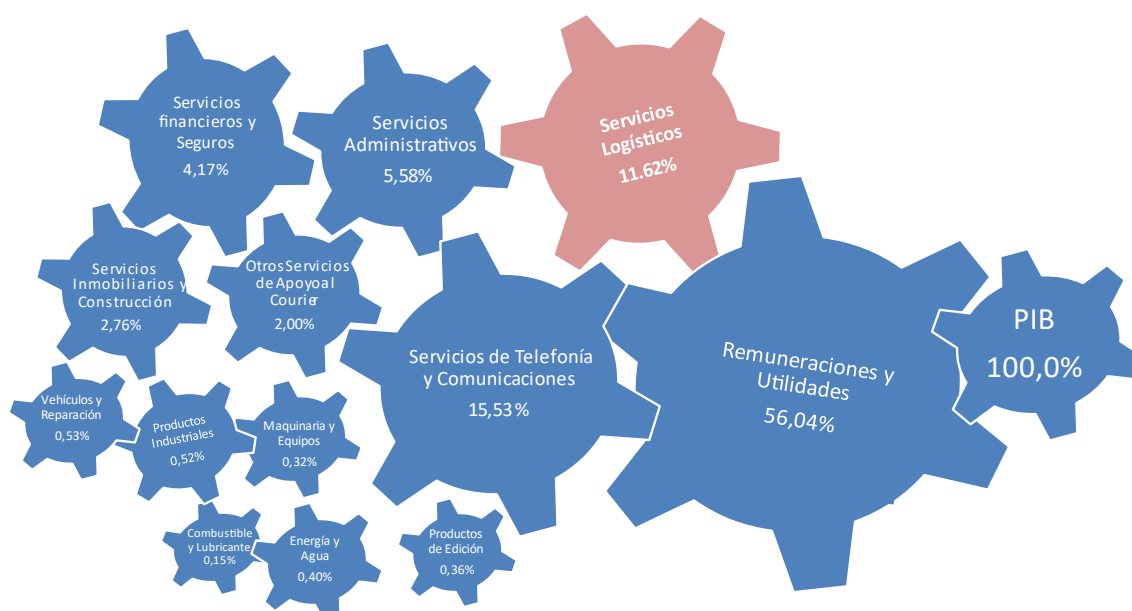 Servicios
financieros y
Seguros
4,17%
Servicios
Administrativos
5,58%
Servicios
Logísticos
11.62%
Servicios
Inmobiliarios y
Construcción
2,76%
Otros Servicios
de Apoyo al
Courier
2,00%
Servicios de Telefonía
y Comunicaciones
15,53%
Remuneraciones y
Utilidades
56,04%
PIB
100,0%
Vehículos y
Reparación
0,53%
Productos
Industriales
0,52%
Maquinaria y
Equipos
0,32%
Combustible
y Lubricante
0,15%
Energía y
Agua
0,40%
Productos
de Edición
0,36%